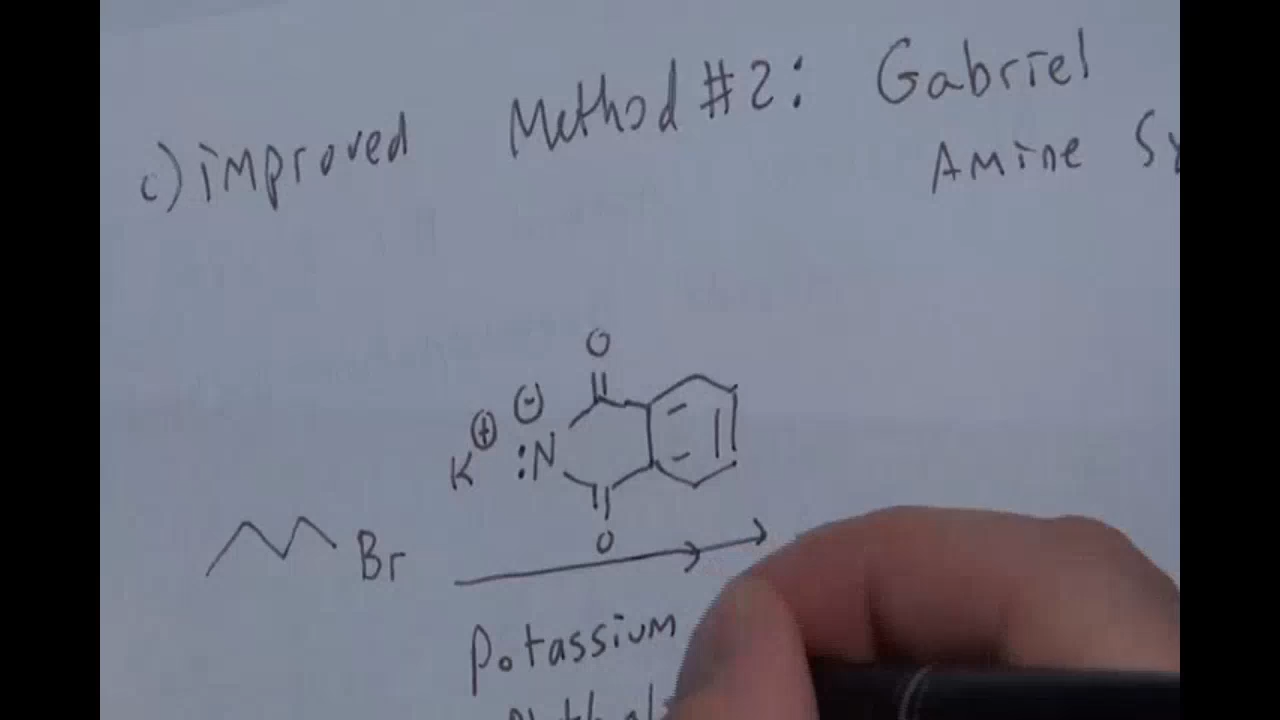 c) improved Method #2: Gabriel
Amine
O
K⊕ ⊖ :N
O
Br
Potassium